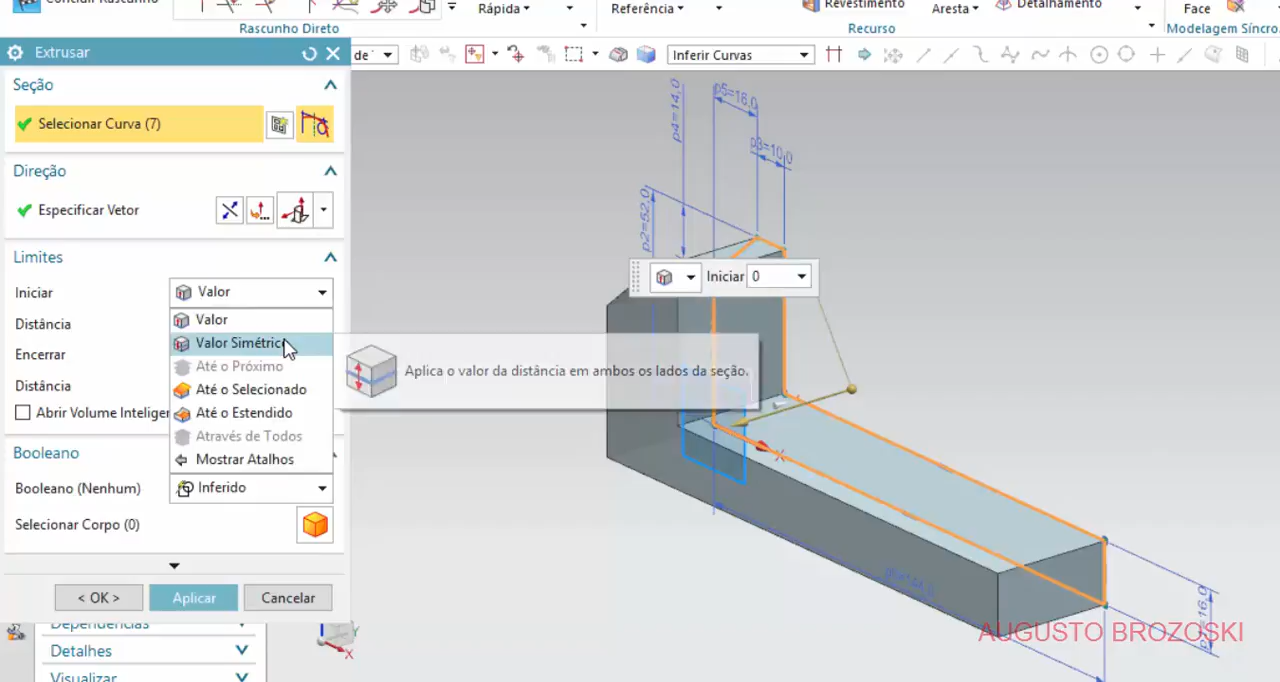 Concluir Rascunho
Rápida
Referência
Revestimento
Aresta
Detalhamento
Face
Rascunho Direto
Recurso
Modelagem Síncro
Extrusar
de
Inferir Curvas
Seção
Selecionar Curva (7)
Direção
Especificar Vetor
Limites
Iniciar
Valor
Distância
Valor
Encerrar
Valor Simétrico
Até o Próximo
Distância
Até o Selecionado
Abrir Volume Inteligen
Até o Estendido
Através de Todos
Booleano
Mostrar Atalhos
Booleano (Nenhum)
Inferido
Selecionar Corpo (0)
< OK >
Aplicar
Cancelar
Dependências
Detalhes
Visualizar
Aplica o valor da distância em ambos os lados da seção.
Iniciar 0
p4=14,0
p5=16,0
p3=10,0
p2=52,0
X
X
Y
AUGUSTO BROZOSKI